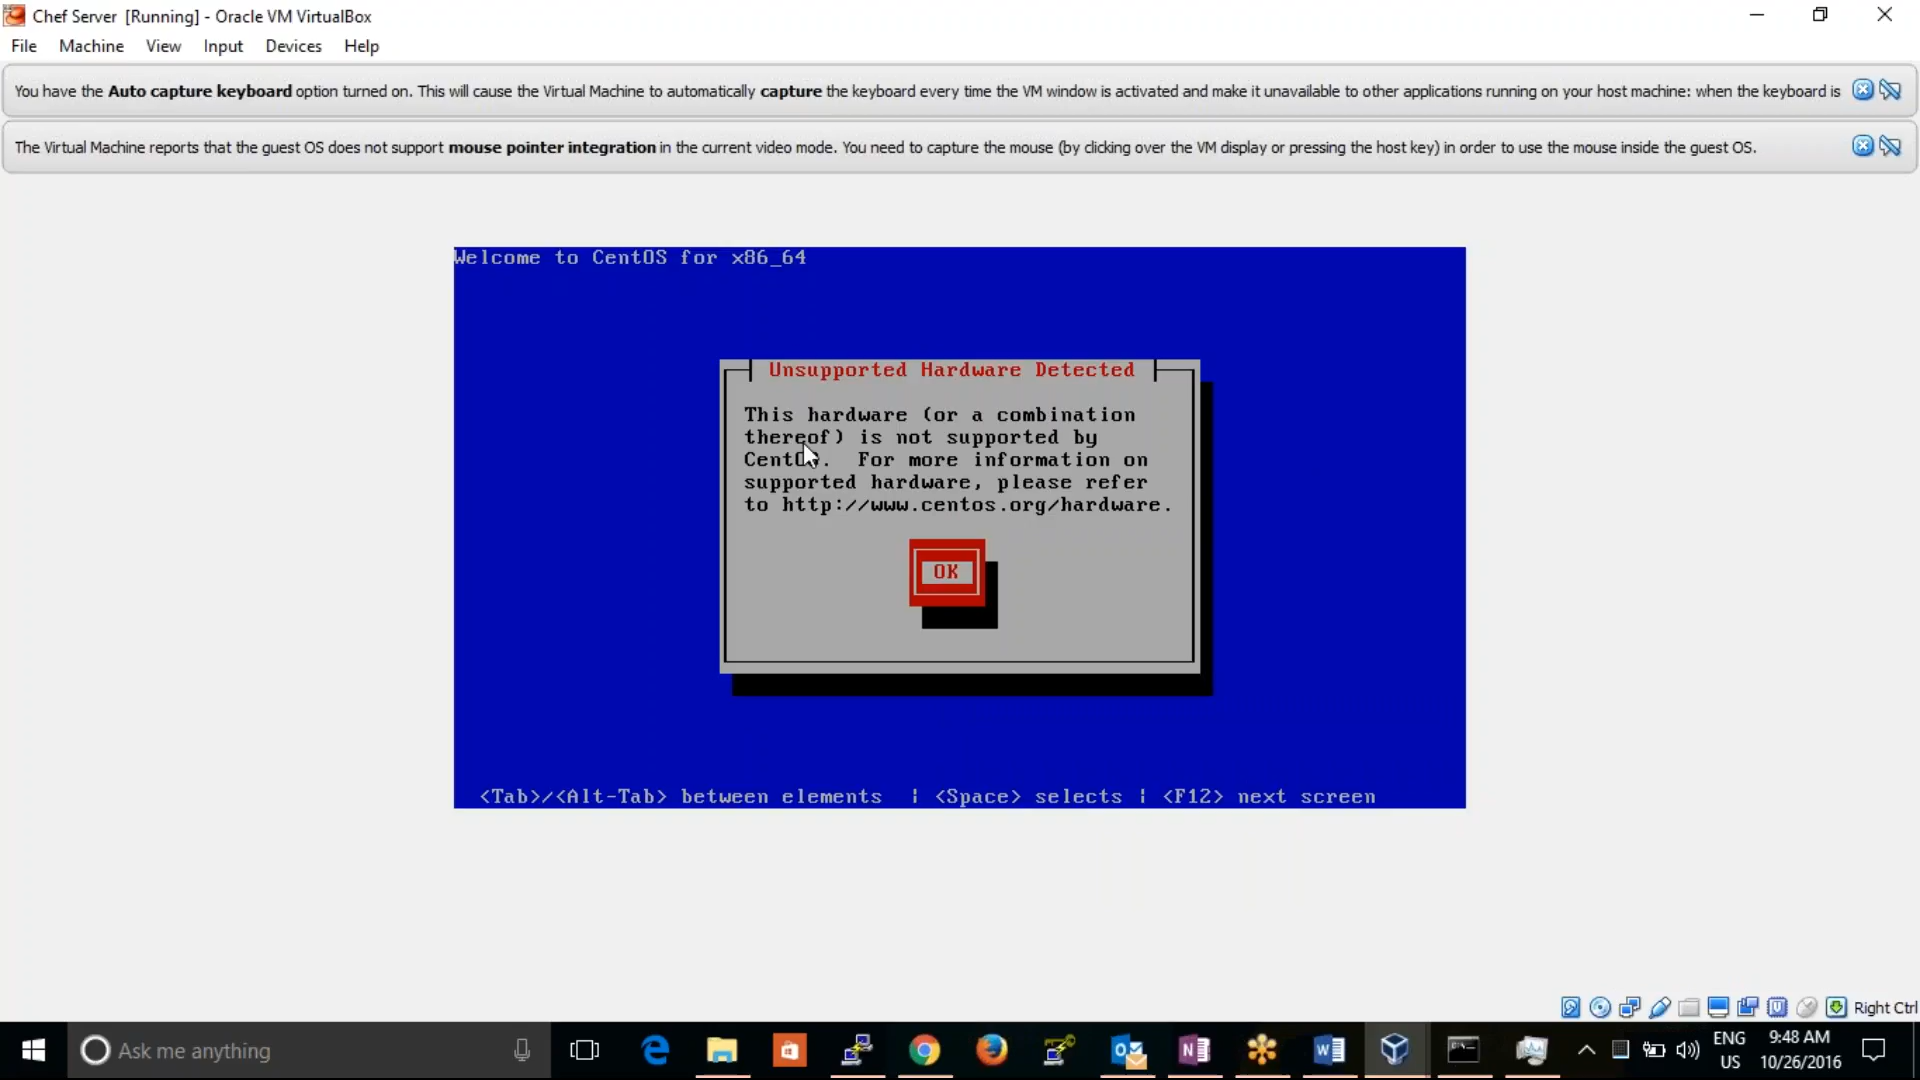 Chef Server [Running] - Oracle VM VirtualBox
File Machine View Input Devices Help
You have the Auto capture keyboard option turned on. This will cause the Virtual Machine to automatically capture the keyboard every time the VM window is activated and make it unavailable to other applications running on your host machine: when the keyboard is
The Virtual Machine reports that the guest OS does not support mouse pointer integration in the current video mode. You need to capture the mouse (by clicking over the VM display or pressing the host key) in order to use the mouse inside the guest OS.
Welcome to CentOS for x86_64
Unsupported Hardware Detected
This hardware (or a combination
thereof) is not supported by
CentOS. For more information on
supported hardware, please refer
to http://www.centos.org/hardware.
OK
<Tab>/<Alt-Tab> between elements | <Space> selects | <F12> next screen
Right Ctrl
Ask me anything
ENG 9:48 AM
US 10/26/2016